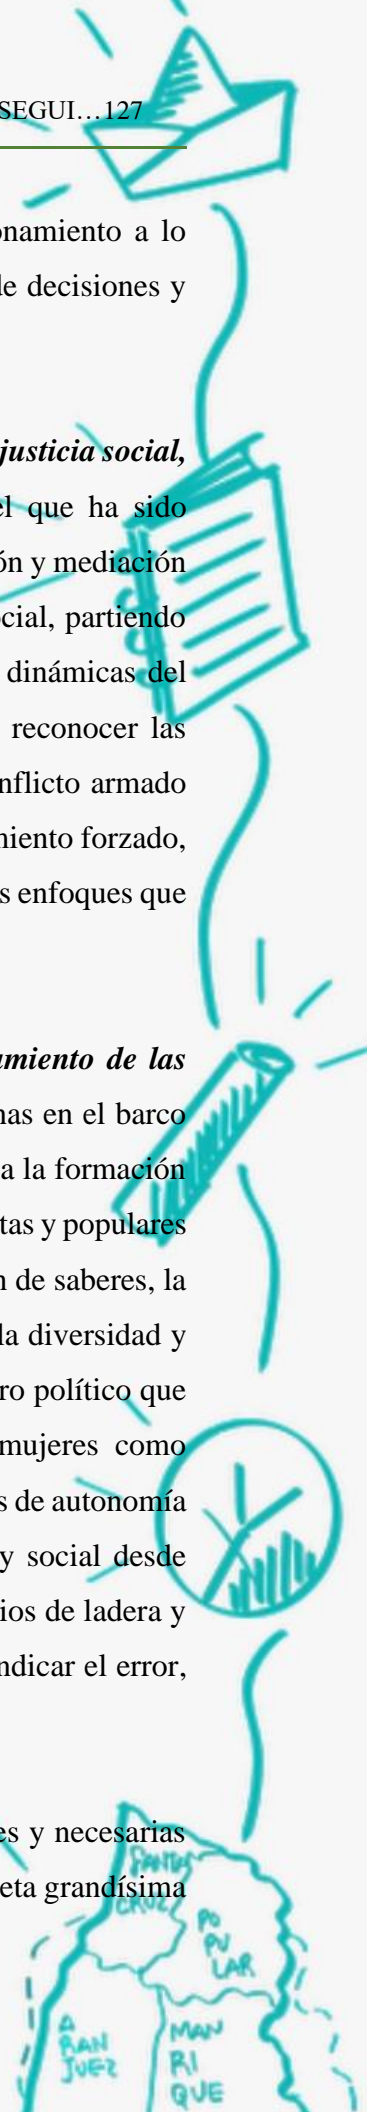 SEGUI…127
onamiento a lo
de decisiones y
justicia social,
el que ha sido
ón y mediación
cial, partiendo
dinámicas del
reconocer las
nflicto armado
miento forzado,
s enfoques que
amiento de las
nas en el barco
a la formación
tas y populares
n de saberes, la
la diversidad y
ro político que
mujeres como
s de autonomía
y social desde
ios de ladera y
ndicar el error,
es y necesarias
eta grandísima
SANTA
CRUZ
PO
PU
LAR
A
RAN
JUEZ
MAN
RI
QUE